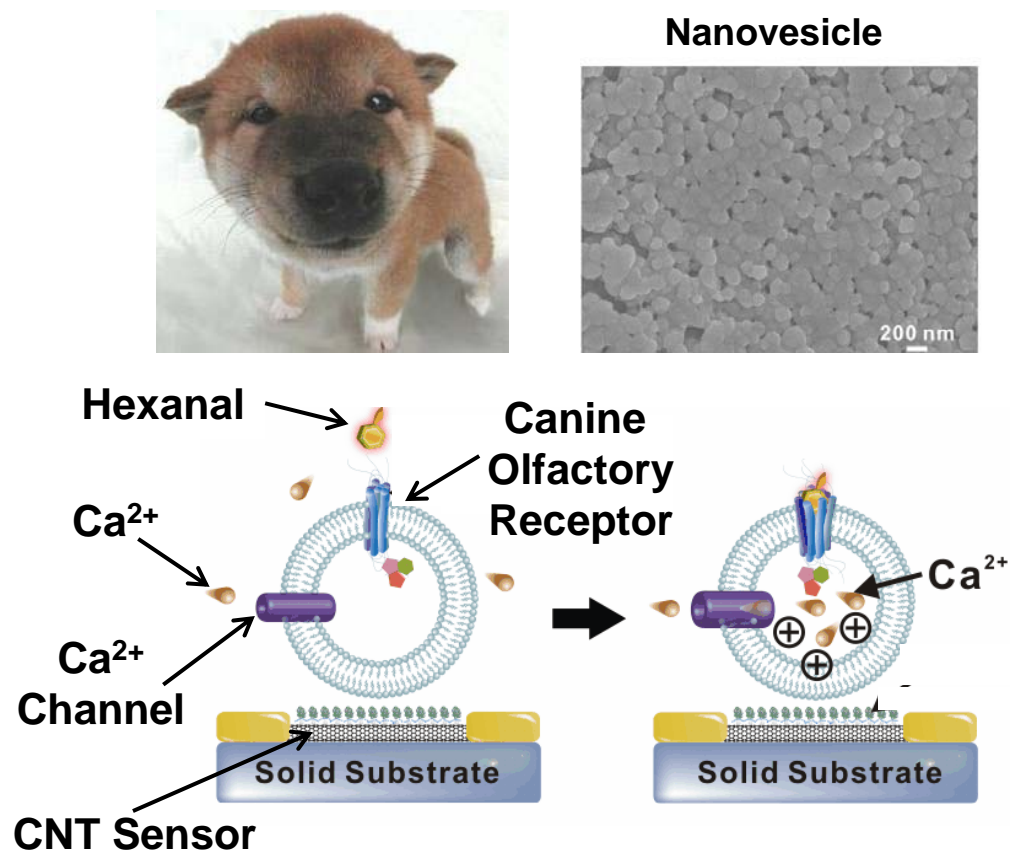 Nanovesicle
200 nm
Hexanal
Canine
Olfactory
Receptor
Ca²⁺
Ca²⁺
Ca²⁺
Channel
Solid Substrate
Solid Substrate
CNT Sensor